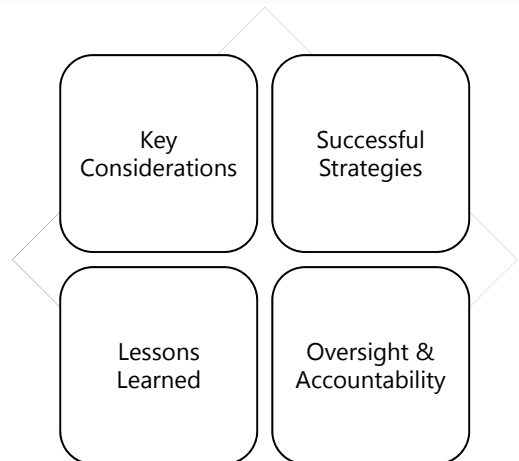 Key
Considerations
Successful
Strategies
Lessons
Learned
Oversight &
Accountability